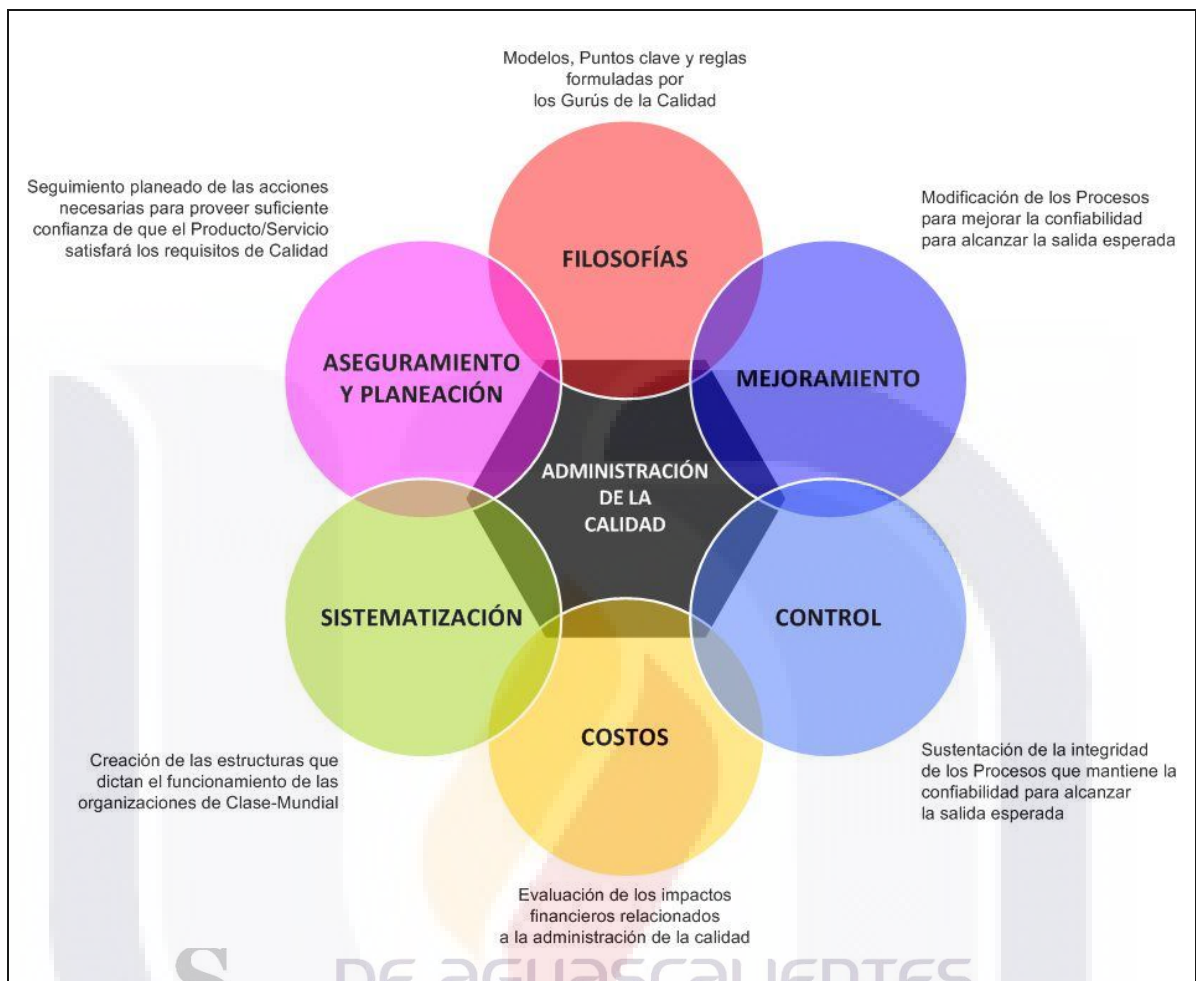 Modelos, Puntos clave y reglas
formuladas por
los Gurús de la Calidad
FILOSOFÍAS
Modificación de los Procesos
para mejorar la confiabilidad
para alcanzar la salida esperada
MEJORAMIENTO
Seguimiento planeado de las acciones
necesarias para proveer suficiente
confianza de que el Producto/Servicio
satisfará los requisitos de Calidad
ASEGURAMIENTO
Y PLANEACIÓN
ADMINISTRACIÓN
DE LA
CALIDAD
SISTEMATIZACIÓN
Creación de las estructuras que
dictan el funcionamiento de las
organizaciones de Clase-Mundial
CONTROL
Sustentación de la integridad
de los Procesos que mantiene la
confiabilidad para alcanzar
la salida esperada
COSTOS
Evaluación de los impactos
financieros relacionados
a la administración de la calidad
DE AGUASCALIENTES